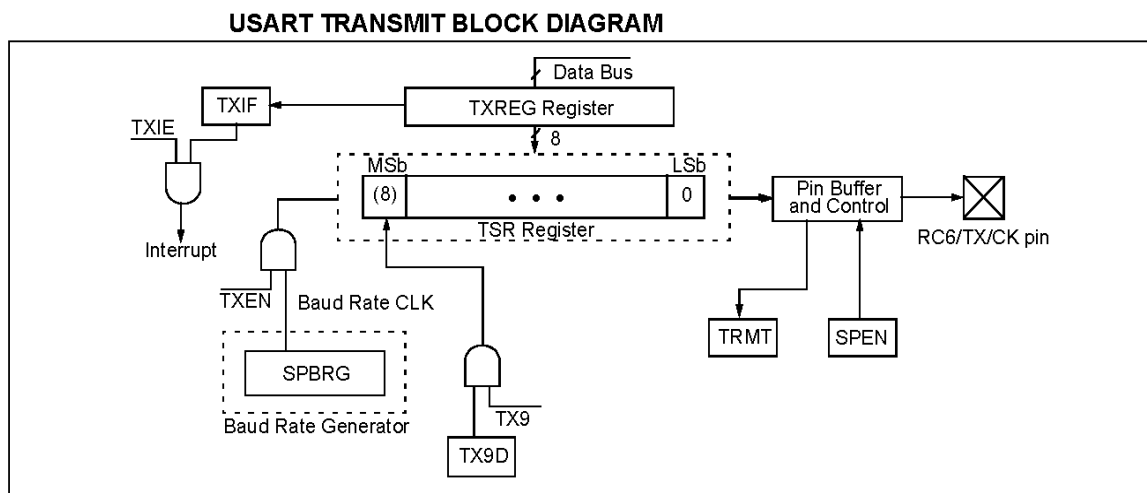 USART TRANSMIT BLOCK DIAGRAM
Data Bus
TXIF
TXREG Register
TXIE
8
MSb
LSb
(8)
• • •
0
Pin Buffer
and Control
TSR Register
Interrupt
RC6/TX/CK pin
TXEN
Baud Rate CLK
TRMT
SPEN
SPBRG
TX9
Baud Rate Generator
TX9D